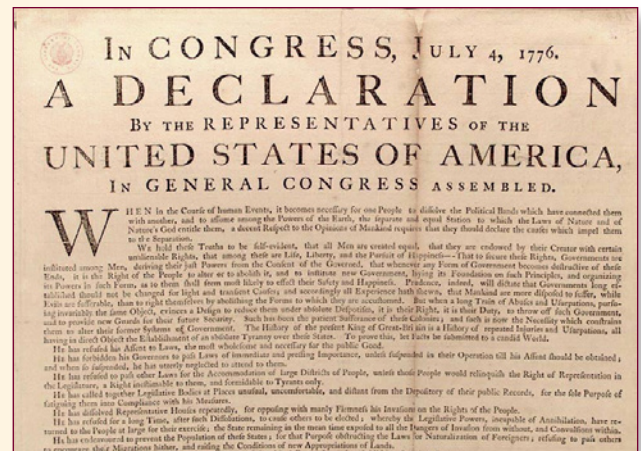 IN CONGRESS, JULY 4, 1776.
A DECLARATION
BY THE REPRESENTATIVES OF THE
UNITED STATES OF AMERICA,
IN GENERAL CONGRESS ASSEMBLED.
WHEN in the Course of human Events, it becomes necessary for one People to dissolve the Political Bands which have connected them
with another, and to assume among the Powers of the Earth, the separate and equal Station to which the Laws of Nature and of
Nature's God entitle them, a decent Respect to the Opinions of Mankind requires that they should declare the causes which impel them
to the Separation.
We hold these Truths to be self-evident, that all Men are created equal, that they are endowed by their Creator with certain
unalienable Rights, that among these are Life, Liberty, and the Pursuit of Happiness--That to secure these Rights, Governments are
instituted among Men, deriving their just Powers from the Consent of the Governed, that whenever any Form of Government becomes destructive of these
Ends, it is the Right of the People to alter or to abolish it, and to institute new Government, laying its Foundation on such Principles, and organizing
its Powers in such Form, as to them shall seem most likely to effect their Safety and Happiness. Prudence, indeed, will dictate that Governments long es-
tablished should not be changed for light and transient Causes; and accordingly all Experience hath shewn, that Mankind are more disposed to suffer, while
Evils are sufferable, than to right themselves by abolishing the Forms to which they are accustomed. But when a long Train of Abuses and Usurpations, pursu-
ing invariably the same Object, evinces a Design to reduce them under absolute Despotism, it is their Right, it is their Duty, to throw off such Government,
and to provide new Guards for their future Security. Such has been the patient Sufferance of these Colonies; and such is now the Necessity which constrains
them to alter their former Systems of Government. The History of the present King of Great-Britain is a History of repeated Injuries and Usurpations, all
having in direct Object the Establishment of an absolute Tyranny over these States. To prove this, let Facts be submitted to a candid World.
He has refused his Assent to Laws, the most wholesome and necessary for the public Good.
He has forbidden his Governors to pass Laws of immediate and pressing Importance, unless suspended in their Operation till his Assent should be obtained;
and when so suspended, he has utterly neglected to attend to them.
He has refused to pass other Laws for the Accommodation of large Districts of People, unless those People would relinquish the Right of Representation in
the Legislature, a Right inestimable to them, and formidable to Tyrants only.
He has called together Legislative Bodies at Places unusual, uncomfortable, and distant from the Depository of their public Records, for the sole Purpose of
fatiguing them into Compliance with his Measures.
He has dissolved Representative Houses repeatedly, for opposing with manly Firmness his Invasions on the Rights of the People.
He has refused for a long Time, after such Dissolutions, to cause others to be elected; whereby the Legislative Powers, incapable of Annihilation, have re-
turned to the People at large for their exercise; the State remaining in the mean time exposed to all the Dangers of Invasion from without, and Convulsions within.
He has endeavoured to prevent the Population of these States; for that Purpose obstructing the Laws for Naturalization of Foreigners; refusing to pass others
to encourage their Migrations hither, and raising the Conditions of new Appropriations of Lands.